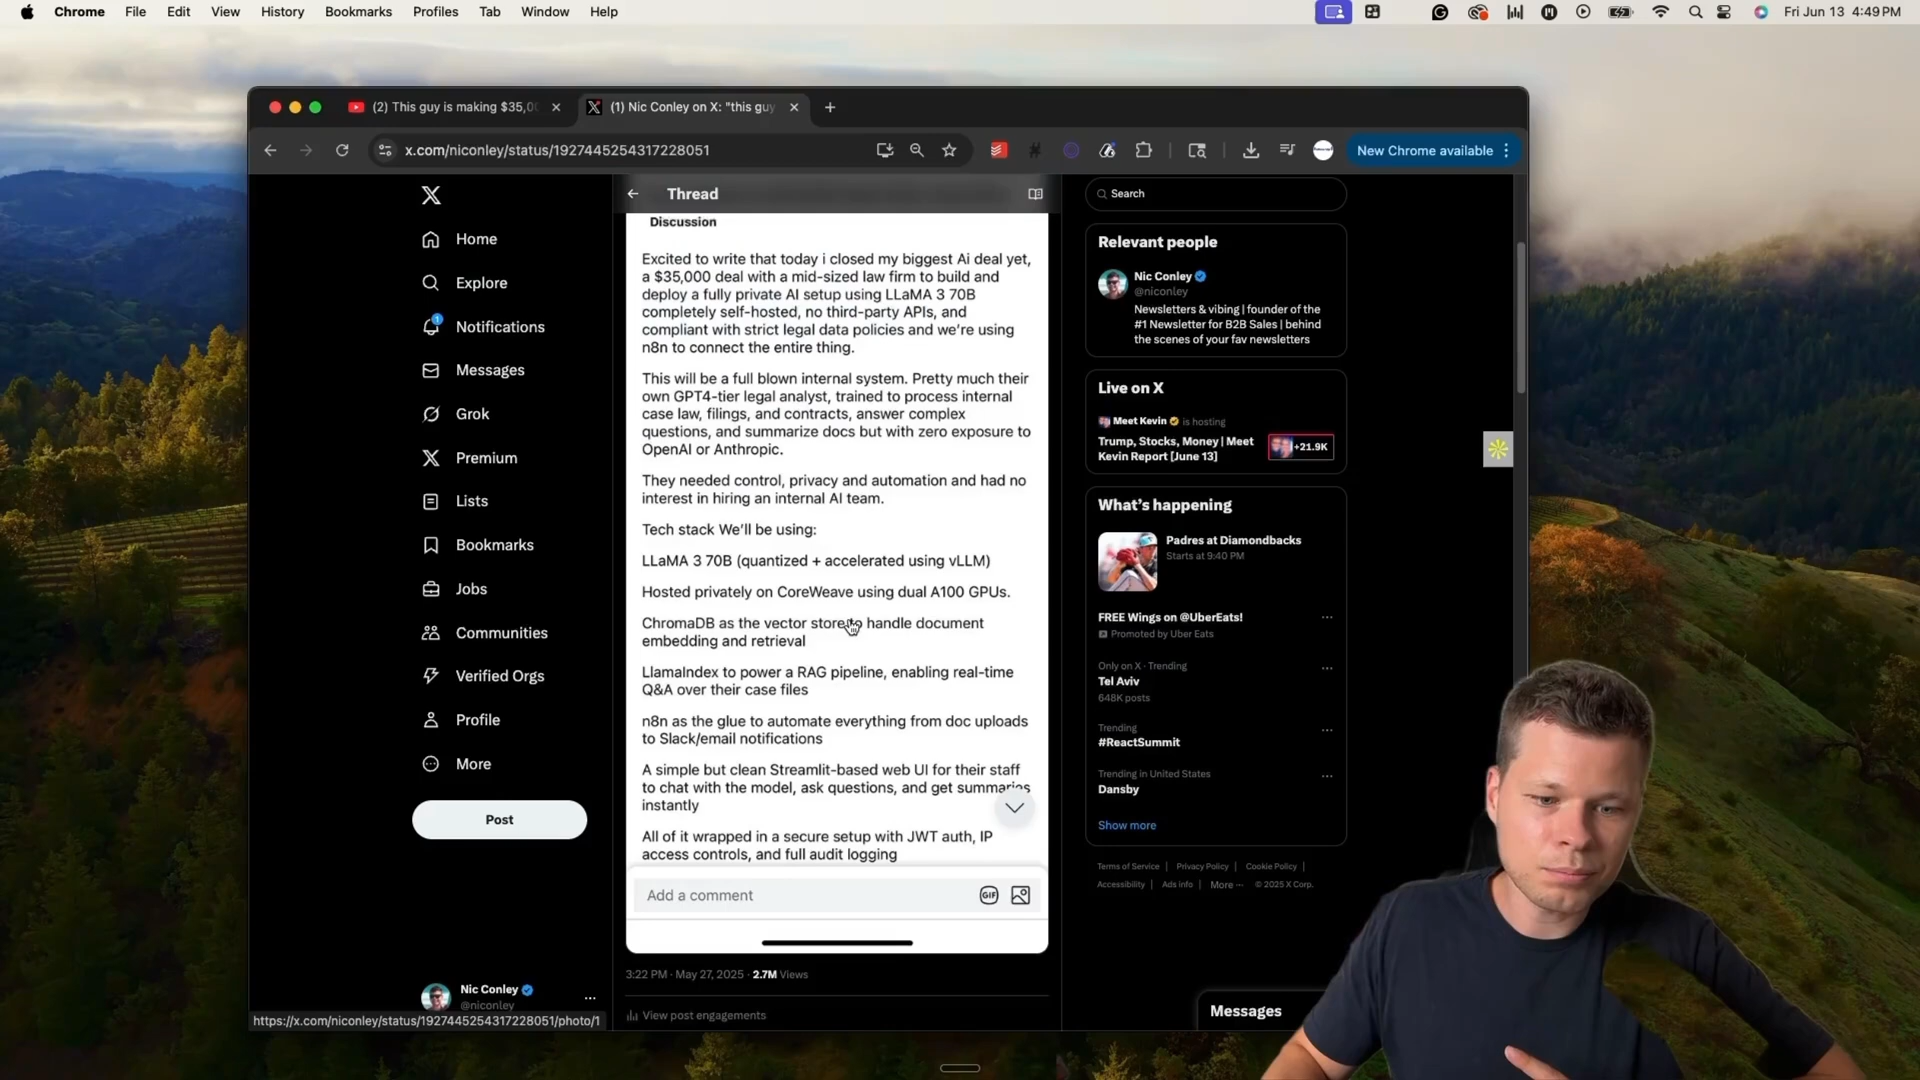 Chrome File Edit View History Bookmarks Profiles Tab Window Help
Fri Jun 13 4:49 PM
(2) This guy is making $35,0
(1) Nic Conley on X: "this guy
x.com/niconley/status/1927445254317228051
New Chrome available
Home
Explore
1
Notifications
Messages
Grok
Premium
Lists
Bookmarks
Jobs
Communities
Verified Orgs
Profile
More
Post
Nic Conley
@niconley
https://x.com/niconley/status/1927445254317228051/photo/1
Thread
Discussion
Excited to write that today i closed my biggest Ai deal yet,
a $35,000 deal with a mid-sized law firm to build and
deploy a fully private AI setup using LLaMA 3 70B
completely self-hosted, no third-party APIs, and
compliant with strict legal data policies and we're using
n8n to connect the entire thing.
This will be a full blown internal system. Pretty much their
own GPT4-tier legal analyst, trained to process internal
case law, filings, and contracts, answer complex
questions, and summarize docs but with zero exposure to
OpenAI or Anthropic.
They needed control, privacy and automation and had no
interest in hiring an internal AI team.
Tech stack We'll be using:
LLaMA 3 70B (quantized + accelerated using vLLM)
Hosted privately on CoreWeave using dual A100 GPUs.
ChromaDB as the vector store to handle document
embedding and retrieval
LlamaIndex to power a RAG pipeline, enabling real-time
Q&A over their case files
n8n as the glue to automate everything from doc uploads
to Slack/email notifications
A simple but clean Streamlit-based web UI for their staff
to chat with the model, ask questions, and get summaries
instantly
All of it wrapped in a secure setup with JWT auth, IP
access controls, and full audit logging
Add a comment
GIF
3:22 PM · May 27, 2025 · 2.7M Views
View post engagements
Search
Relevant people
Nic Conley
@niconley
Newsletters & vibing | founder of the
#1 Newsletter for B2B Sales | behind
the scenes of your fav newsletters
Live on X
Meet Kevin is hosting
Trump, Stocks, Money | Meet
Kevin Report [June 13]
+21.9K
What's happening
Padres at Diamondbacks
Starts at 9:40 PM
FREE Wings on @UberEats!
Promoted by Uber Eats
Only on X · Trending
Tel Aviv
648K posts
Trending
#ReactSummit
Trending in United States
Dansby
Show more
Terms of Service | Privacy Policy | Cookie Policy |
Accessibility | Ads info | More ··· © 2025 X Corp.
Messages